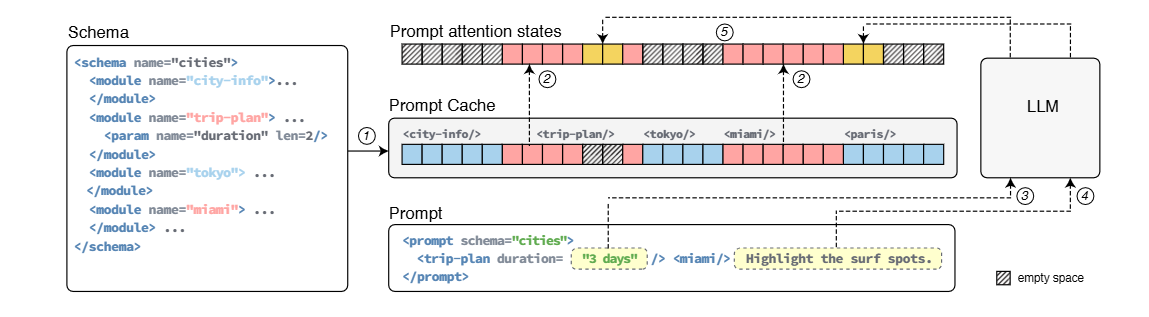 Schema
<schema name="cities">
<module name="city-info">...
</module>
<module name="trip-plan"> ...
<param name="duration" len=2/>
</module>
<module name="tokyo"> ...
</module>
<module name="miami"> ...
</module> ...
</schema>
1
Prompt attention states
5
2
2
Prompt Cache
<city-info/> <trip-plan/> <tokyo/> <miami/> <paris/>
LLM
3
4
Prompt
<prompt schema="cities">
<trip-plan duration= "3 days" /> <miami/> Highlight the surf spots.
</prompt>
empty space